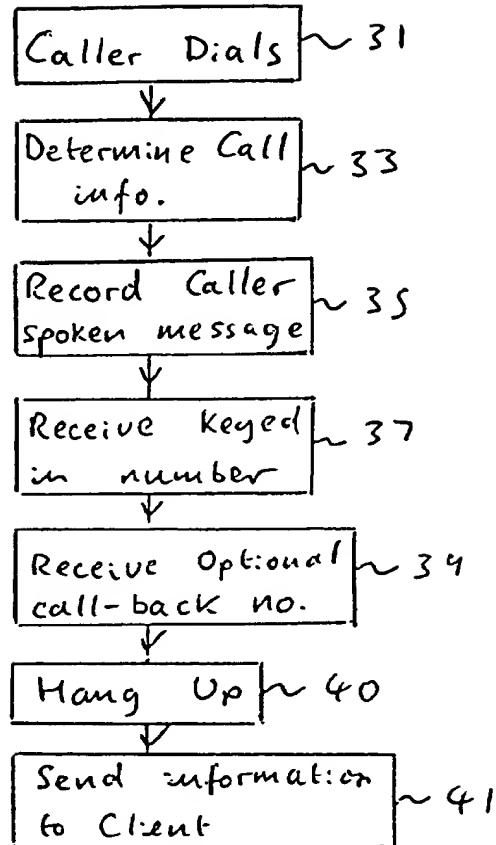 Caller Dials ~ 31
Determine Call
info. ~ 33
Record Caller
spoken message ~ 35
Receive Keyed
in number ~ 37
Receive Optional
call-back no. ~ 39
Hang Up ~ 40
Send information
to Client ~ 41